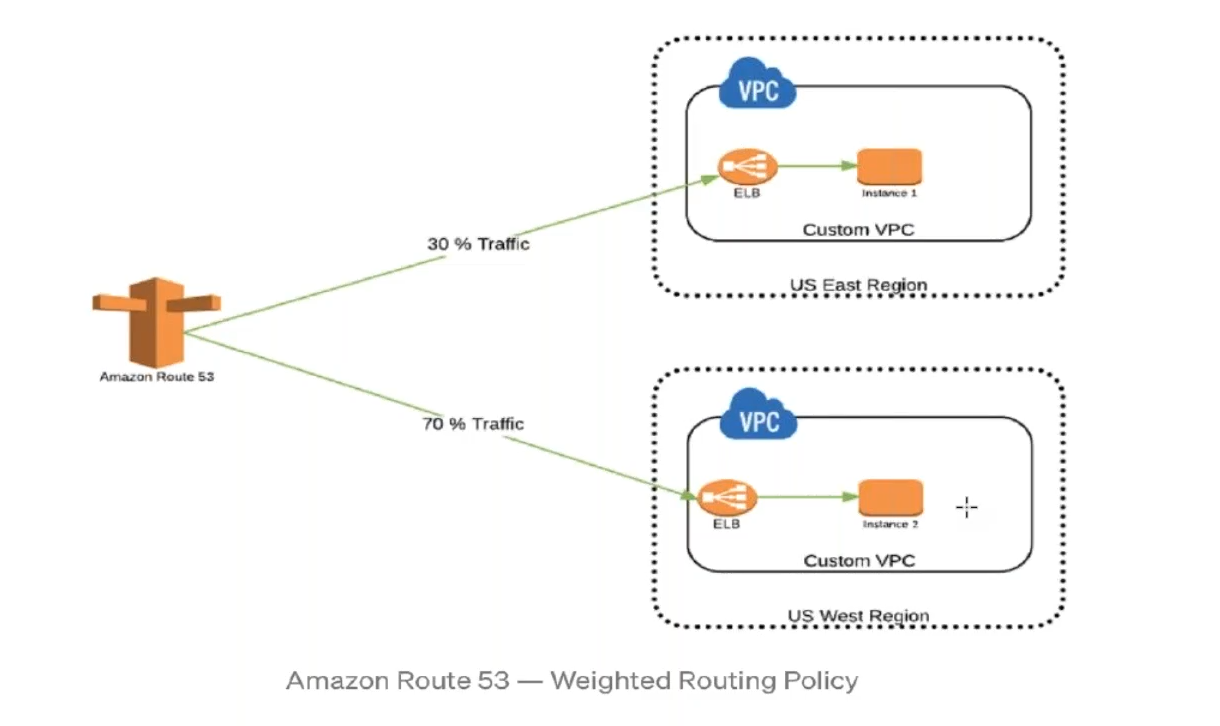 VPC
ELB
Instance 1
Custom VPC
US East Region
30 % Traffic
Amazon Route 53
70 % Traffic
VPC
ELB
Instance 2
Custom VPC
US West Region
Amazon Route 53 — Weighted Routing Policy